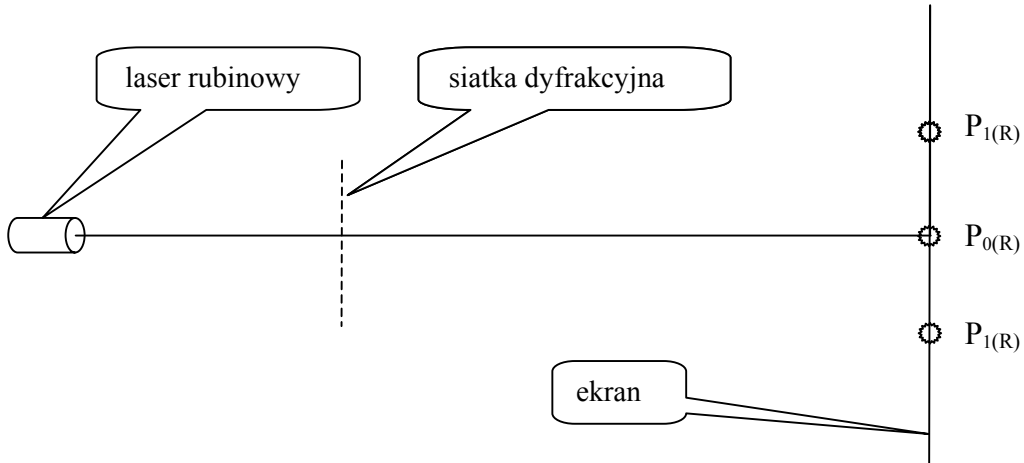 laser rubinowy
siatka dyfrakcyjna
P1(R)
P0(R)
P1(R)
ekran